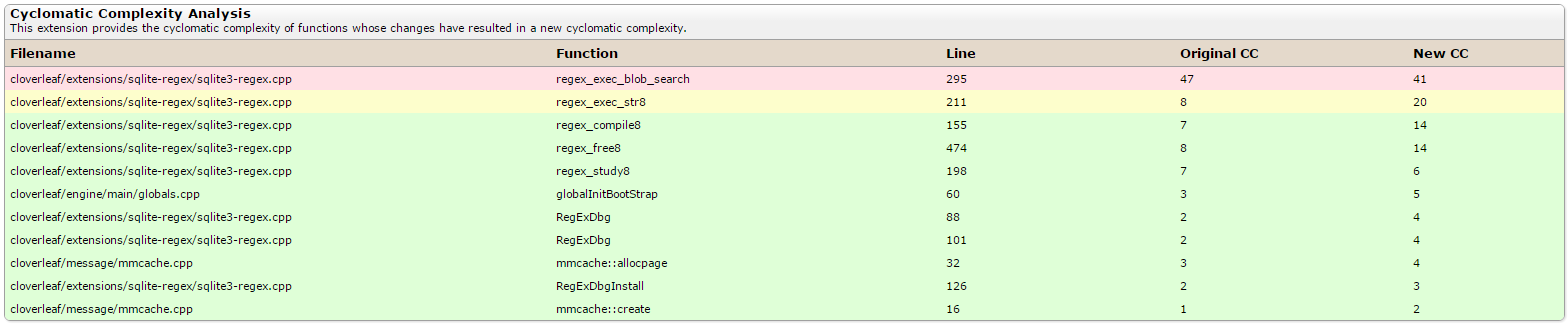 Cyclomatic Complexity Analysis
This extension provides the cyclomatic complexity of functions whose changes have resulted in a new cyclomatic complexity.
Filename Function Line Original CC New CC
cloverleaf/extensions/sqlite-regex/sqlite3-regex.cpp regex_exec_blob_search 295 47 41
cloverleaf/extensions/sqlite-regex/sqlite3-regex.cpp regex_exec_str8 211 8 20
cloverleaf/extensions/sqlite-regex/sqlite3-regex.cpp regex_compile8 155 7 14
cloverleaf/extensions/sqlite-regex/sqlite3-regex.cpp regex_free8 474 8 14
cloverleaf/extensions/sqlite-regex/sqlite3-regex.cpp regex_study8 198 7 6
cloverleaf/engine/main/globals.cpp globalInitBootStrap 60 3 5
cloverleaf/extensions/sqlite-regex/sqlite3-regex.cpp RegExDbg 88 2 4
cloverleaf/extensions/sqlite-regex/sqlite3-regex.cpp RegExDbg 101 2 4
cloverleaf/message/mmcache.cpp mmcache::allocpage 32 3 4
cloverleaf/extensions/sqlite-regex/sqlite3-regex.cpp RegExDbgInstall 126 2 3
cloverleaf/message/mmcache.cpp mmcache::create 16 1 2